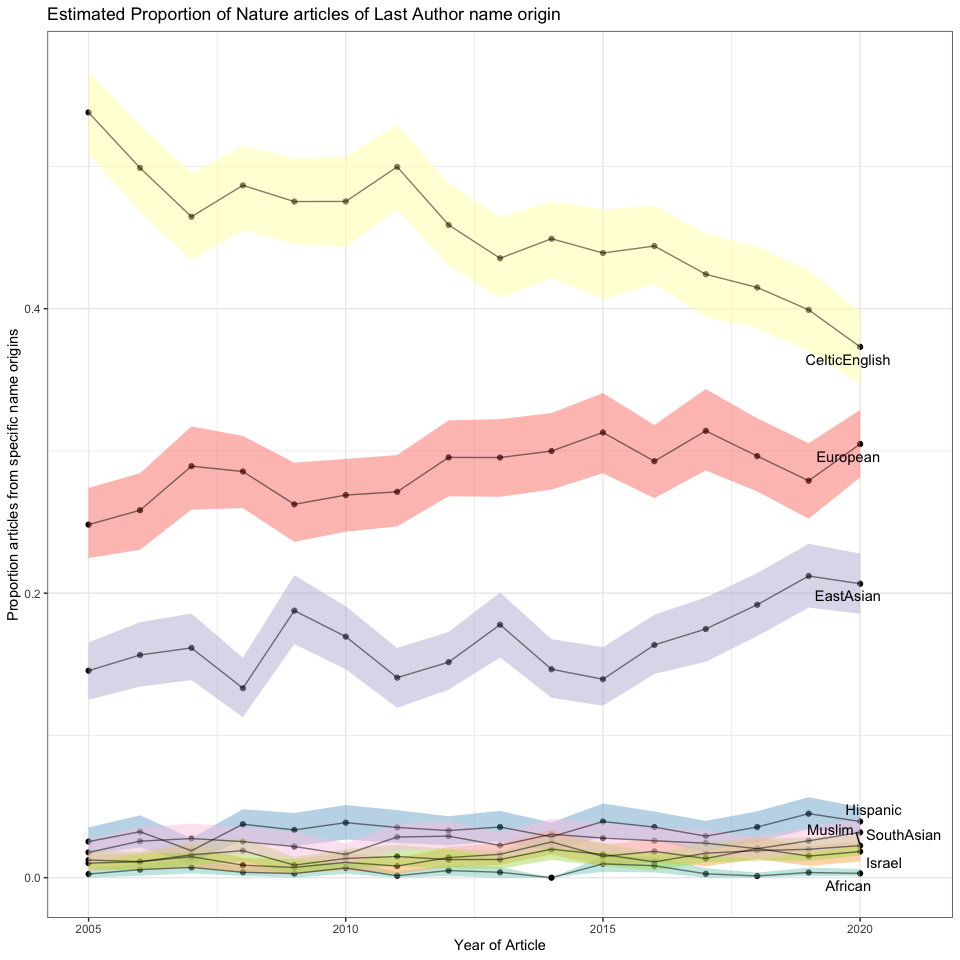 Estimated Proportion of Nature articles of Last Author name origin
Proportion articles from specific name origins
0.4
0.2
0.0
CelticEnglish
European
EastAsian
Hispanic
Muslim
SouthAsian
Israel
African
2005
2010
2015
2020
Year of Article